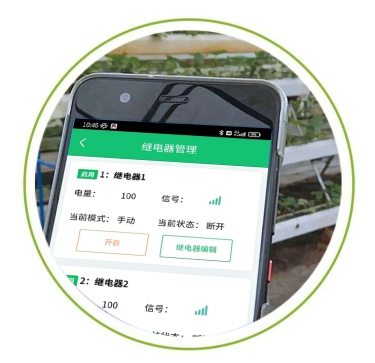 10:46
继电器管理
启用 1: 继电器1
电量: 100 信号:
当前模式: 手动 当前状态: 断开
开启 继电器编辑
2: 继电器2
100 信号: